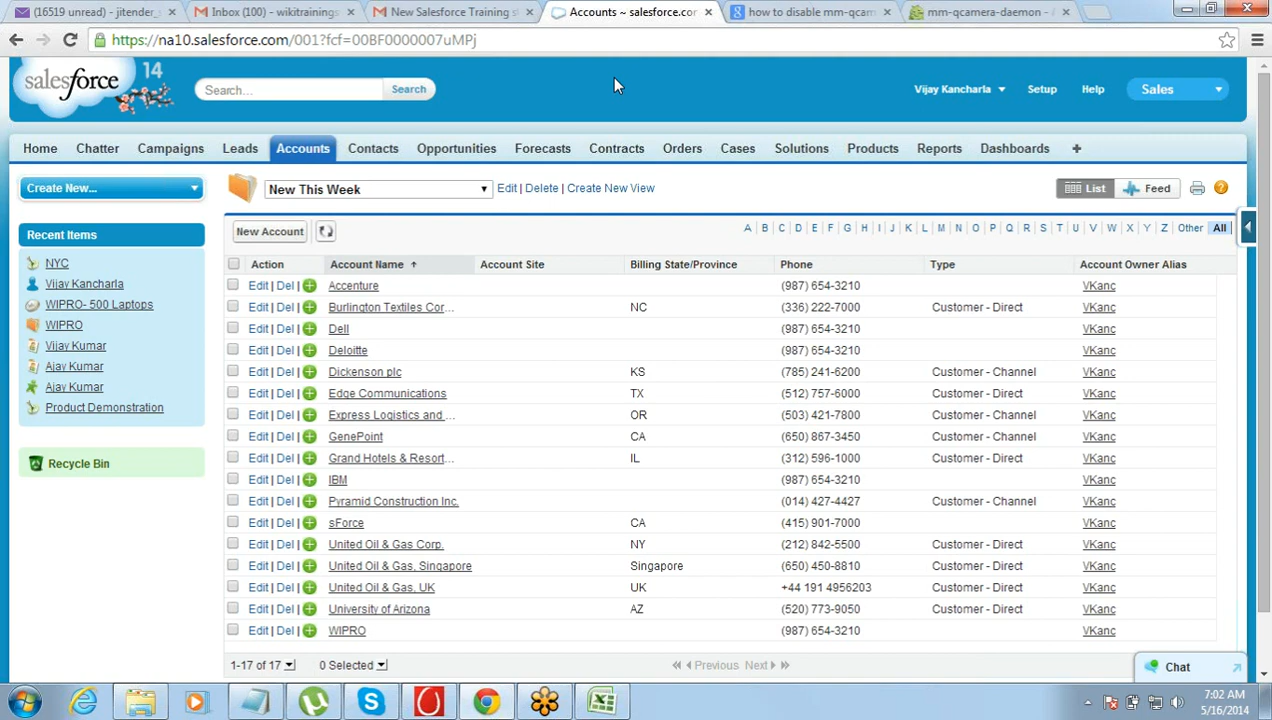 (16519 unread) - jitender_
Inbox (100) - wikitrainings
New Salesforce Training s
Accounts ~ salesforce.cor
how to disable mm-qcam
mm-qcamera-daemon - A
https://na10.salesforce.com/001?fcf=00BF0000007uMPj
salesforce 14
Search...
Search
Vijay Kancharla
Setup
Help
Sales
Home Chatter Campaigns Leads Accounts Contacts Opportunities Forecasts Contracts Orders Cases Solutions Products Reports Dashboards +
Create New...
New This Week
Edit | Delete | Create New View
List Feed
Recent Items
NYC
Vijay Kancharla
WIPRO- 500 Laptops
WIPRO
Vijay Kumar
Ajay Kumar
Ajay Kumar
Product Demonstration
Recycle Bin
New Account
A B C D E F G H I J K L M N O P Q R S T U V W X Y Z Other All
Action Account Name Account Site Billing State/Province Phone Type Account Owner Alias
Edit | Del | Accenture (987) 654-3210 VKanc
Edit | Del | Burlington Textiles Cor... NC (336) 222-7000 Customer - Direct VKanc
Edit | Del | Dell (987) 654-3210 VKanc
Edit | Del | Deloitte (987) 654-3210 VKanc
Edit | Del | Dickenson plc KS (785) 241-6200 Customer - Channel VKanc
Edit | Del | Edge Communications TX (512) 757-6000 Customer - Direct VKanc
Edit | Del | Express Logistics and ... OR (503) 421-7800 Customer - Channel VKanc
Edit | Del | GenePoint CA (650) 867-3450 Customer - Channel VKanc
Edit | Del | Grand Hotels & Resort... IL (312) 596-1000 Customer - Direct VKanc
Edit | Del | IBM (987) 654-3210 VKanc
Edit | Del | Pyramid Construction Inc. (014) 427-4427 Customer - Channel VKanc
Edit | Del | sForce CA (415) 901-7000 VKanc
Edit | Del | United Oil & Gas Corp. NY (212) 842-5500 Customer - Direct VKanc
Edit | Del | United Oil & Gas, Singapore Singapore (650) 450-8810 Customer - Direct VKanc
Edit | Del | United Oil & Gas, UK UK +44 191 4956203 Customer - Direct VKanc
Edit | Del | University of Arizona AZ (520) 773-9050 Customer - Direct VKanc
Edit | Del | WIPRO (987) 654-3210 VKanc
1-17 of 17 0 Selected Previous Next
Chat
7:02 AM
5/16/2014